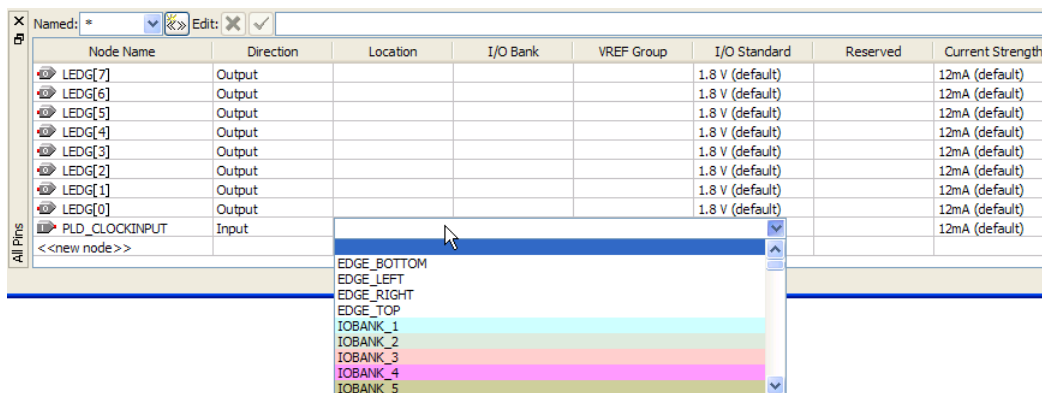 Named: * Edit:
Node Name Direction Location I/O Bank VREF Group I/O Standard Reserved Current Strength
LEDG[7] Output 1.8 V (default) 12mA (default)
LEDG[6] Output 1.8 V (default) 12mA (default)
LEDG[5] Output 1.8 V (default) 12mA (default)
LEDG[4] Output 1.8 V (default) 12mA (default)
LEDG[3] Output 1.8 V (default) 12mA (default)
LEDG[2] Output 1.8 V (default) 12mA (default)
LEDG[1] Output 1.8 V (default) 12mA (default)
LEDG[0] Output 1.8 V (default) 12mA (default)
PLD_CLOCKINPUT Input 12mA (default)
<<new node>>
All Pins
EDGE_BOTTOM
EDGE_LEFT
EDGE_RIGHT
EDGE_TOP
IOBANK_1
IOBANK_2
IOBANK_3
IOBANK_4
IOBANK_5